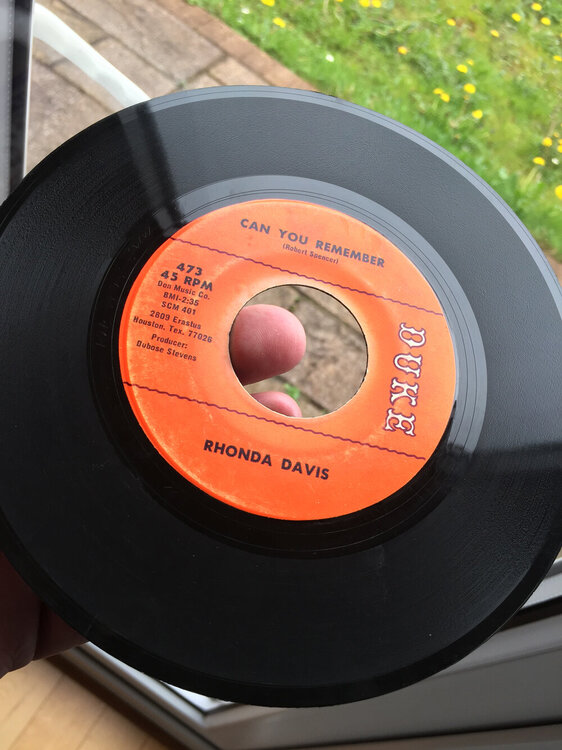 CAN YOU REMEMBER
(Robert Spencer)
473
45 RPM
Don Music Co.
BMI-2:35
SCM 401
2809 Erastus
Houston, Tex. 77026
Producer:
Dubose Stevens
DUKE
RHONDA DAVIS